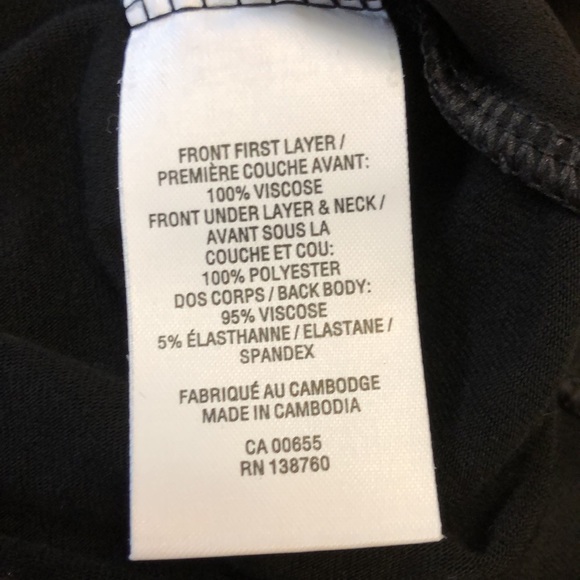 FRONT FIRST LAYER /
PREMIÈRE COUCHE AVANT:
100% VISCOSE
FRONT UNDER LAYER & NECK /
AVANT SOUS LA
COUCHE ET COU:
100% POLYESTER
DOS CORPS / BACK BODY:
95% VISCOSE
5% ÉLASTHANNE / ELASTANE /
SPANDEX
FABRIQUÉ AU CAMBODGE
MADE IN CAMBODIA
CA 00655
RN 138760